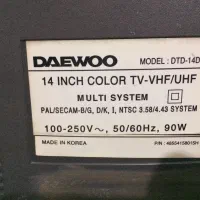 DAEWOO MODEL: DTD-14D
14 INCH COLOR TV-VHF/UHF
MULTI SYSTEM
PAL/SECAM-B/G, D/K, I, NTSC 3.58/4.43 SYSTEM
100-250V~, 50/60Hz, 90W
MADE IN KOREA P/NO :